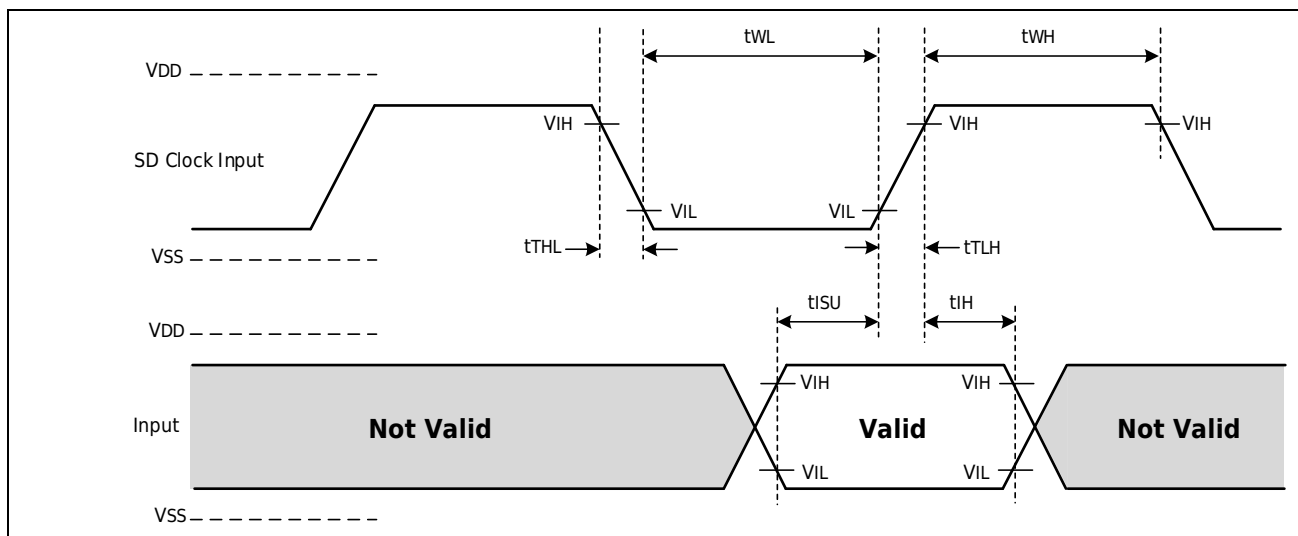 tWL
tWH
VDD
VIH
VIH
VIH
SD Clock Input
VIL
VIL
VSS
tTHL
tTLH
tISU
tIH
VDD
VIH
VIH
Input
Not Valid
Valid
Not Valid
VIL
VIL
VSS